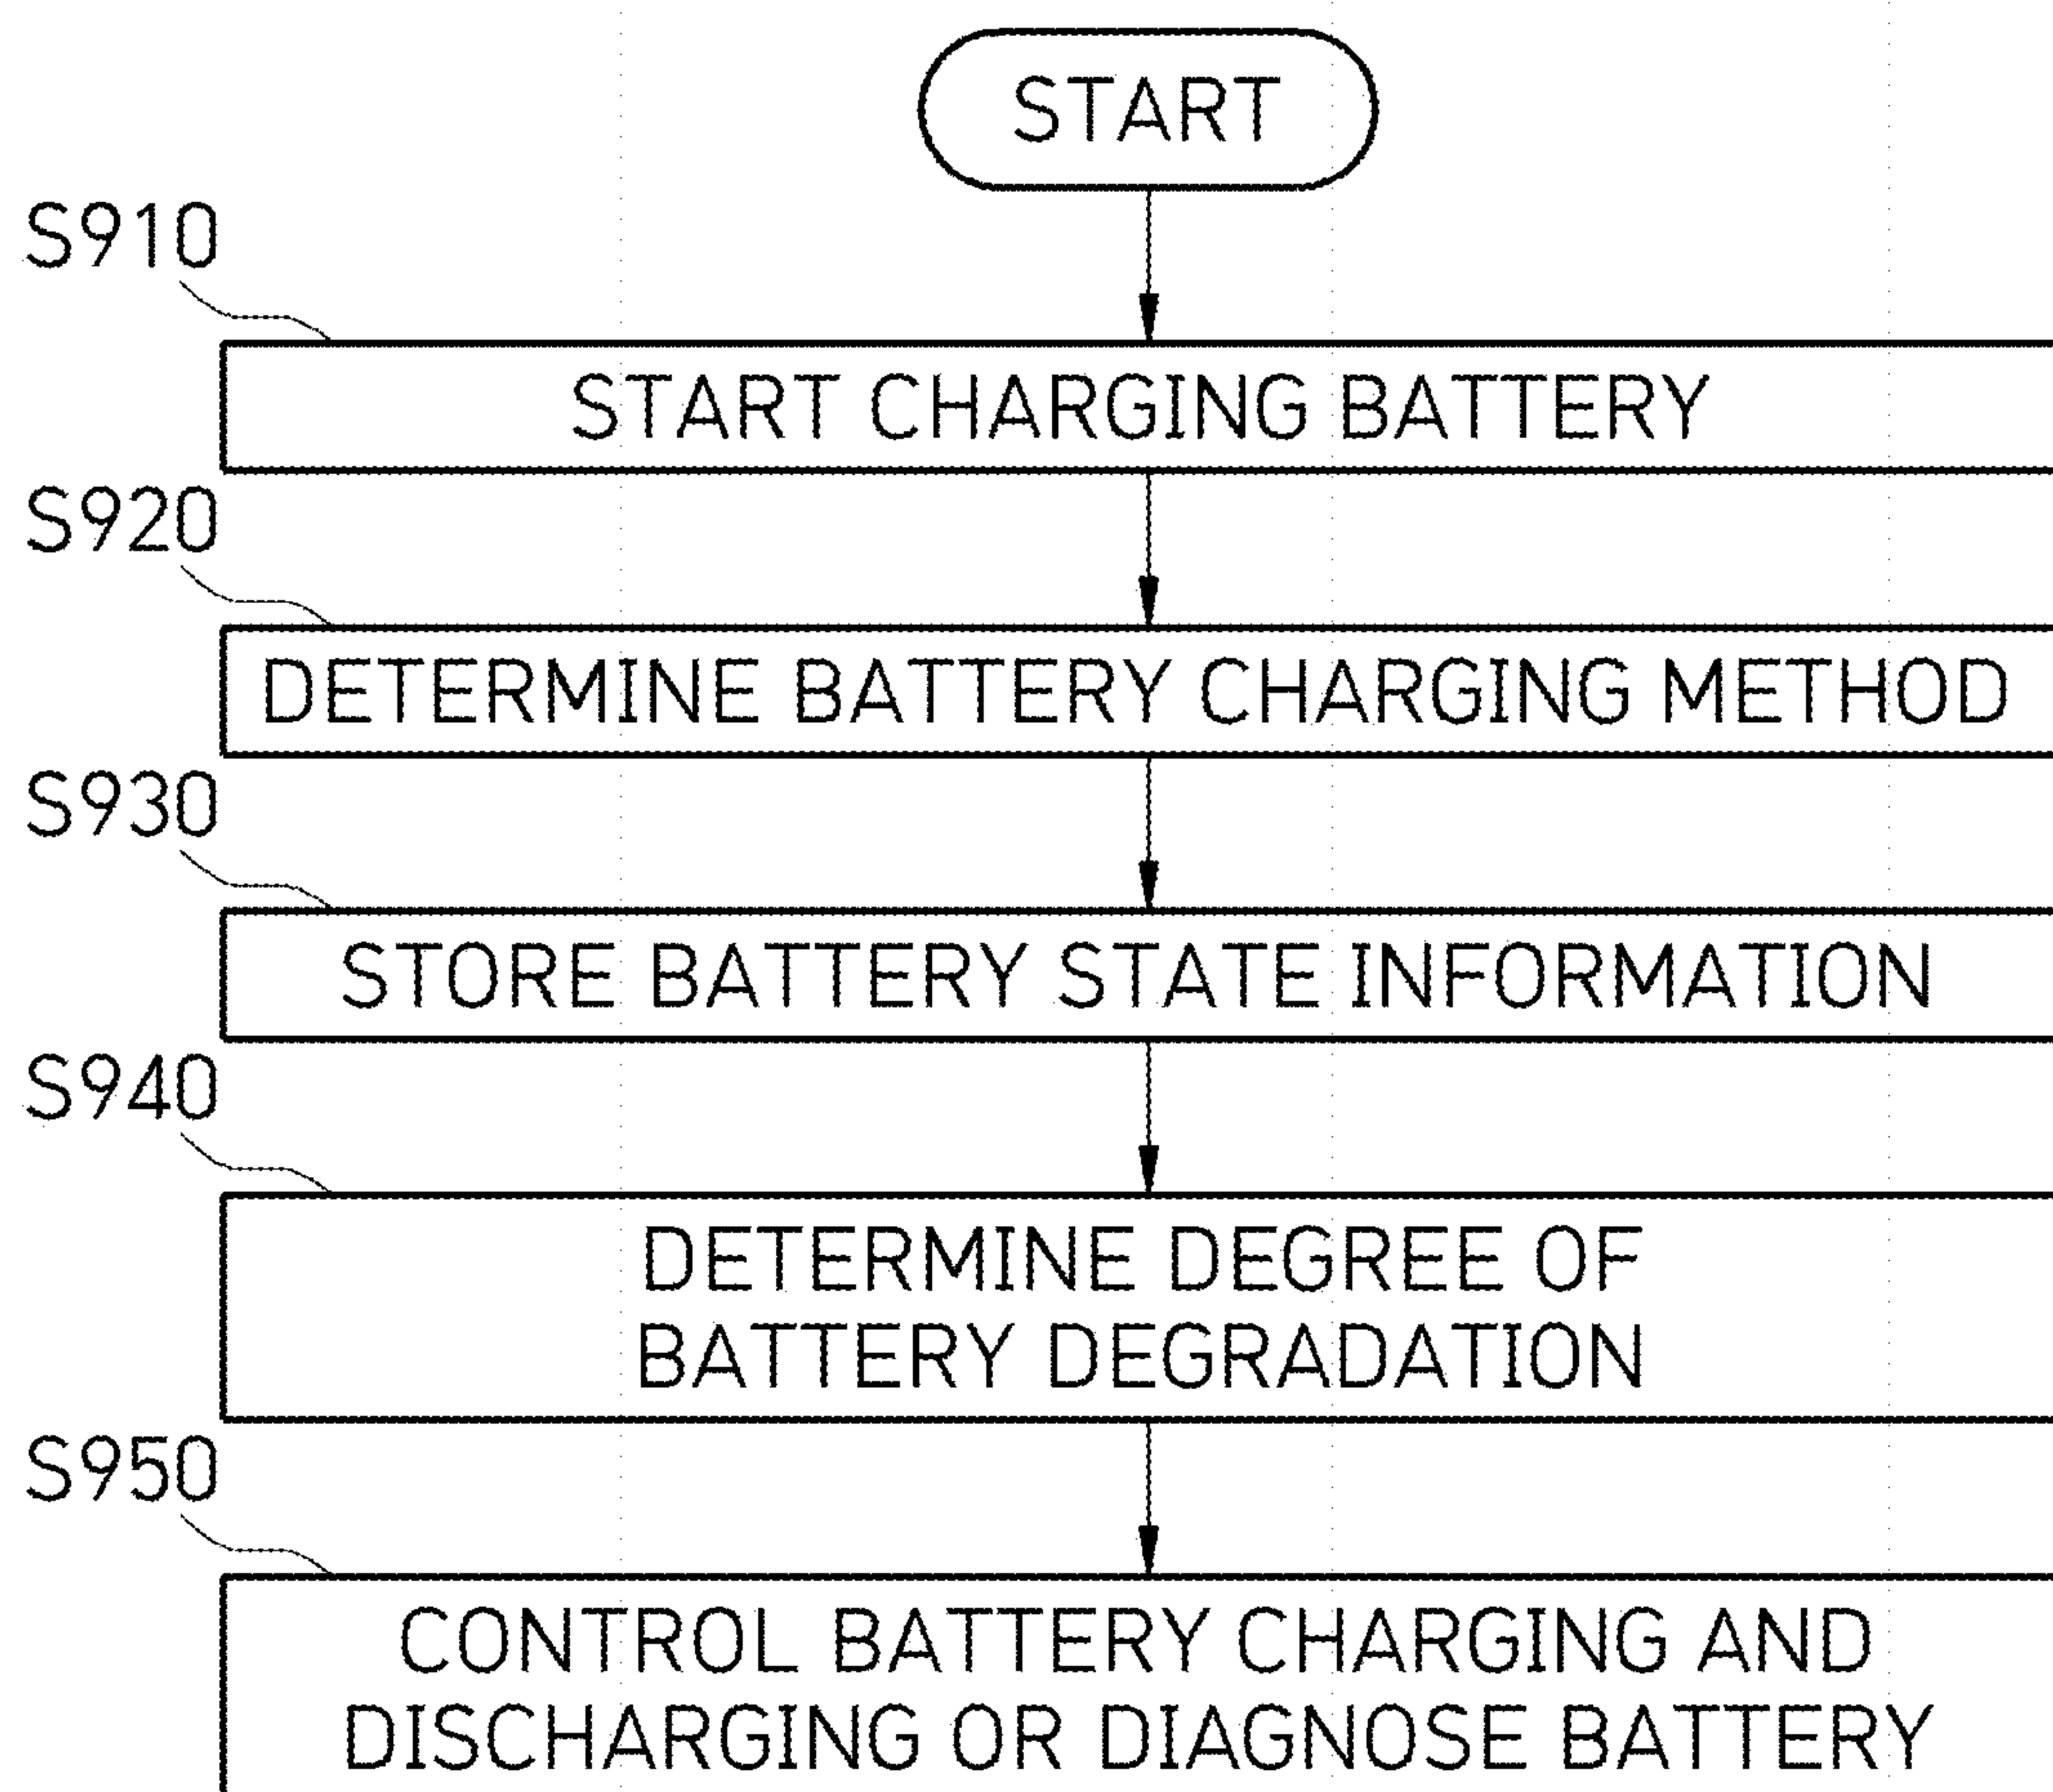 START
S910
START CHARGING BATTERY
S920
DETERMINE BATTERY CHARGING METHOD
S930
STORE BATTERY STATE INFORMATION
S940
DETERMINE DEGREE OF
BATTERY DEGRADATION
S950
CONTROL BATTERY CHARGING AND
DISCHARGING OR DIAGNOSE BATTERY